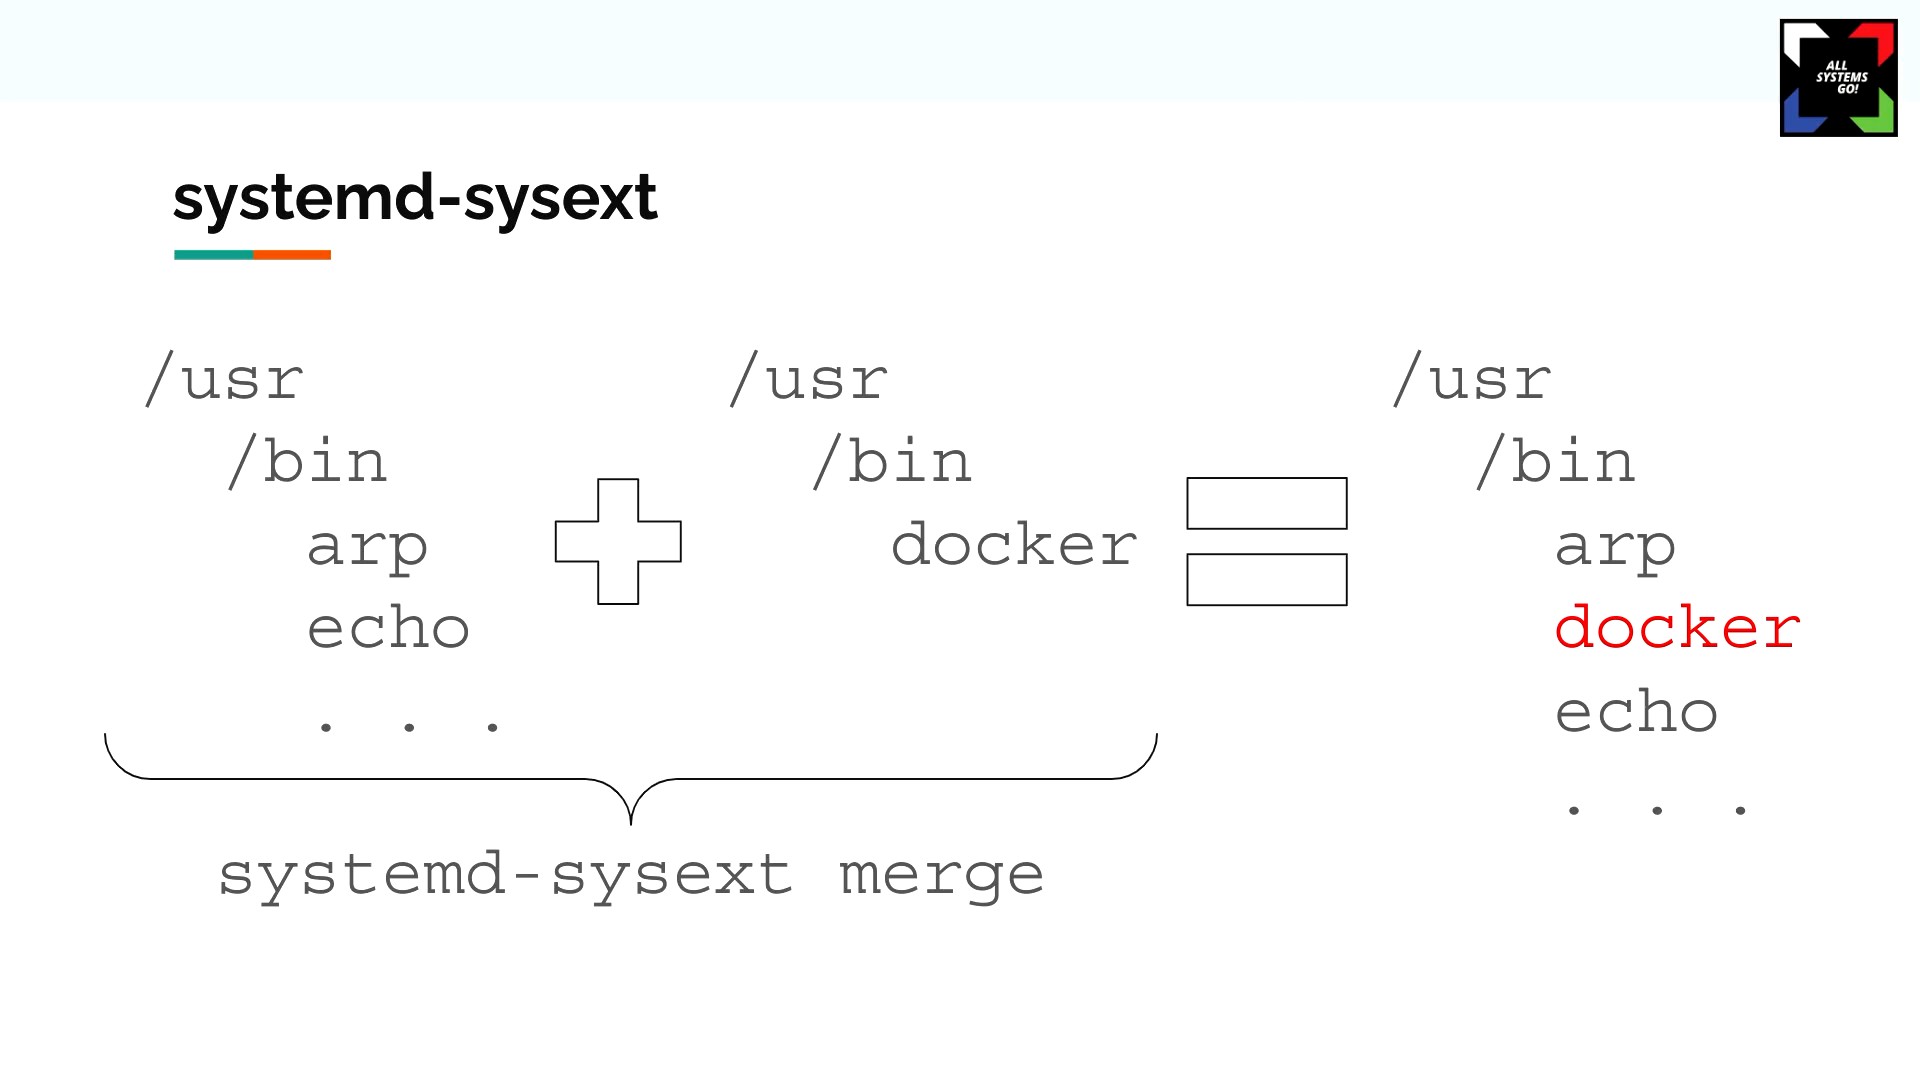 ALL
SYSTEMS
GO!
systemd-sysext
/usr
/bin
arp
echo
. . .
/usr
/bin
docker
/usr
/bin
arp
docker
echo
. . .
systemd-sysext merge